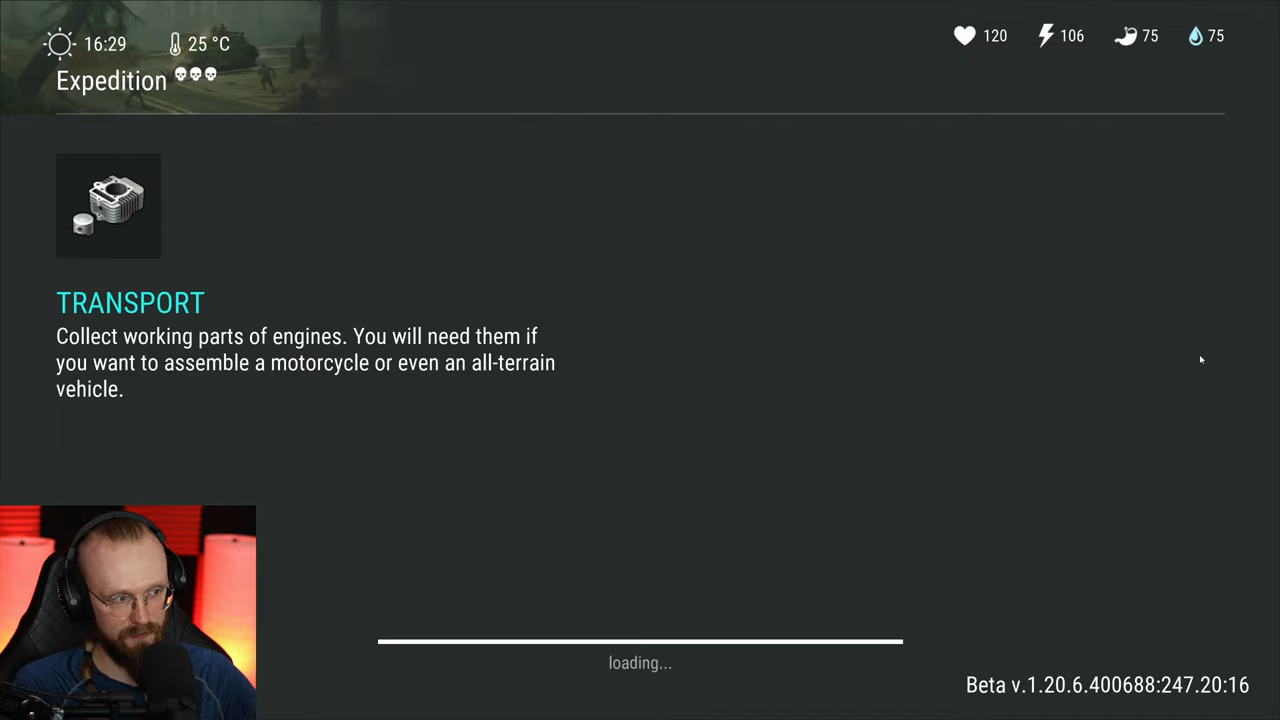 16:29 25 °C 120 106 75 75
Expedition
TRANSPORT
Collect working parts of engines. You will need them if
you want to assemble a motorcycle or even an all-terrain
vehicle.
loading...
Beta v.1.20.6.400688:247.20:16